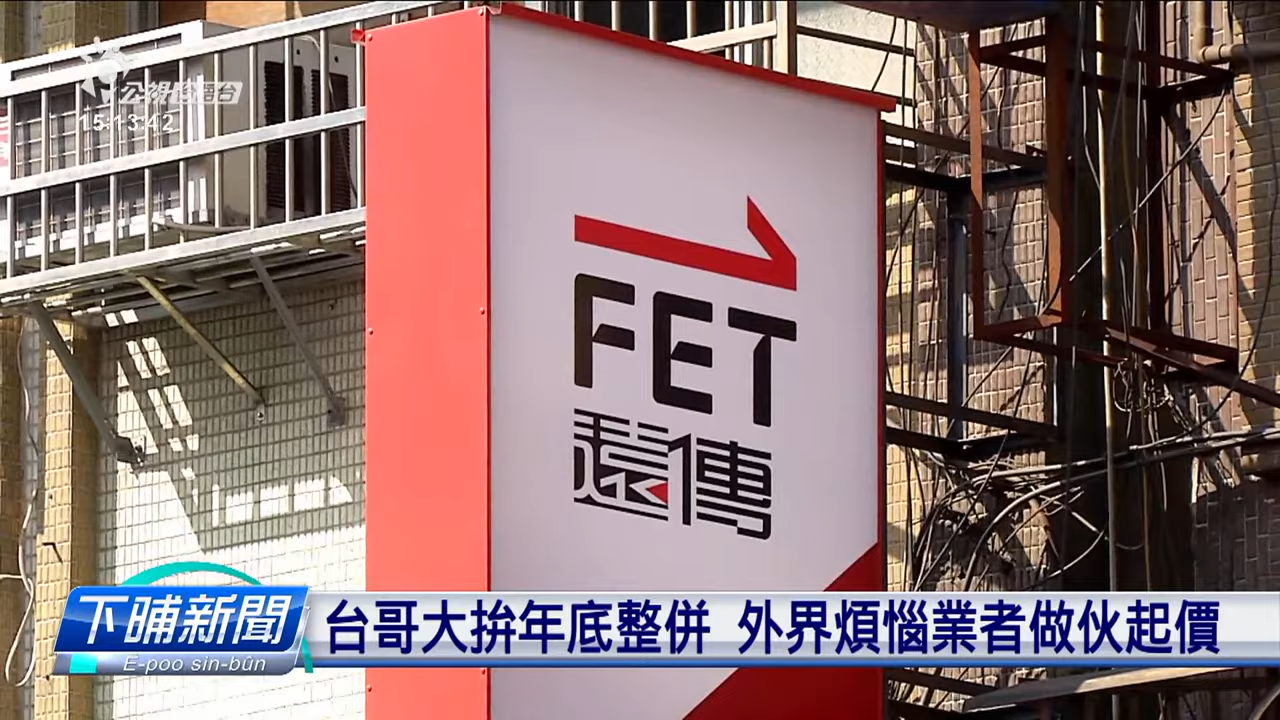 公視台語台
15:13:42
FET
遠傳
下晡新聞
E-poo sin-bûn
台哥大拚年底整併 外界煩惱業者做伙起價